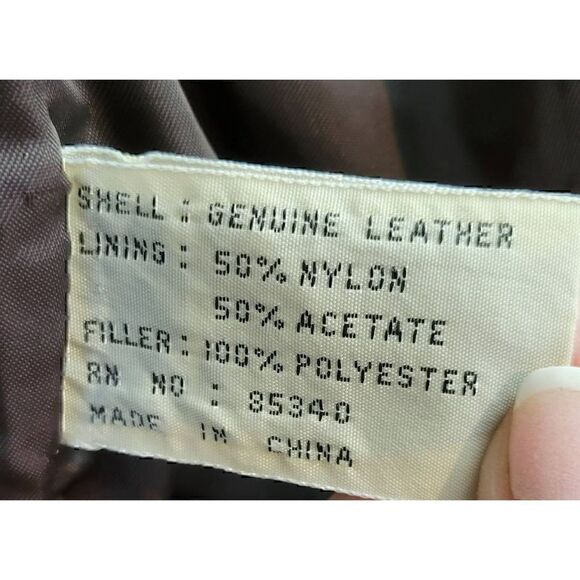 SHELL : GENUINE LEATHER
LINING : 50% NYLON
50% ACETATE
FILLER : 100% POLYESTER
RN NO : 85340
MADE IN CHINA